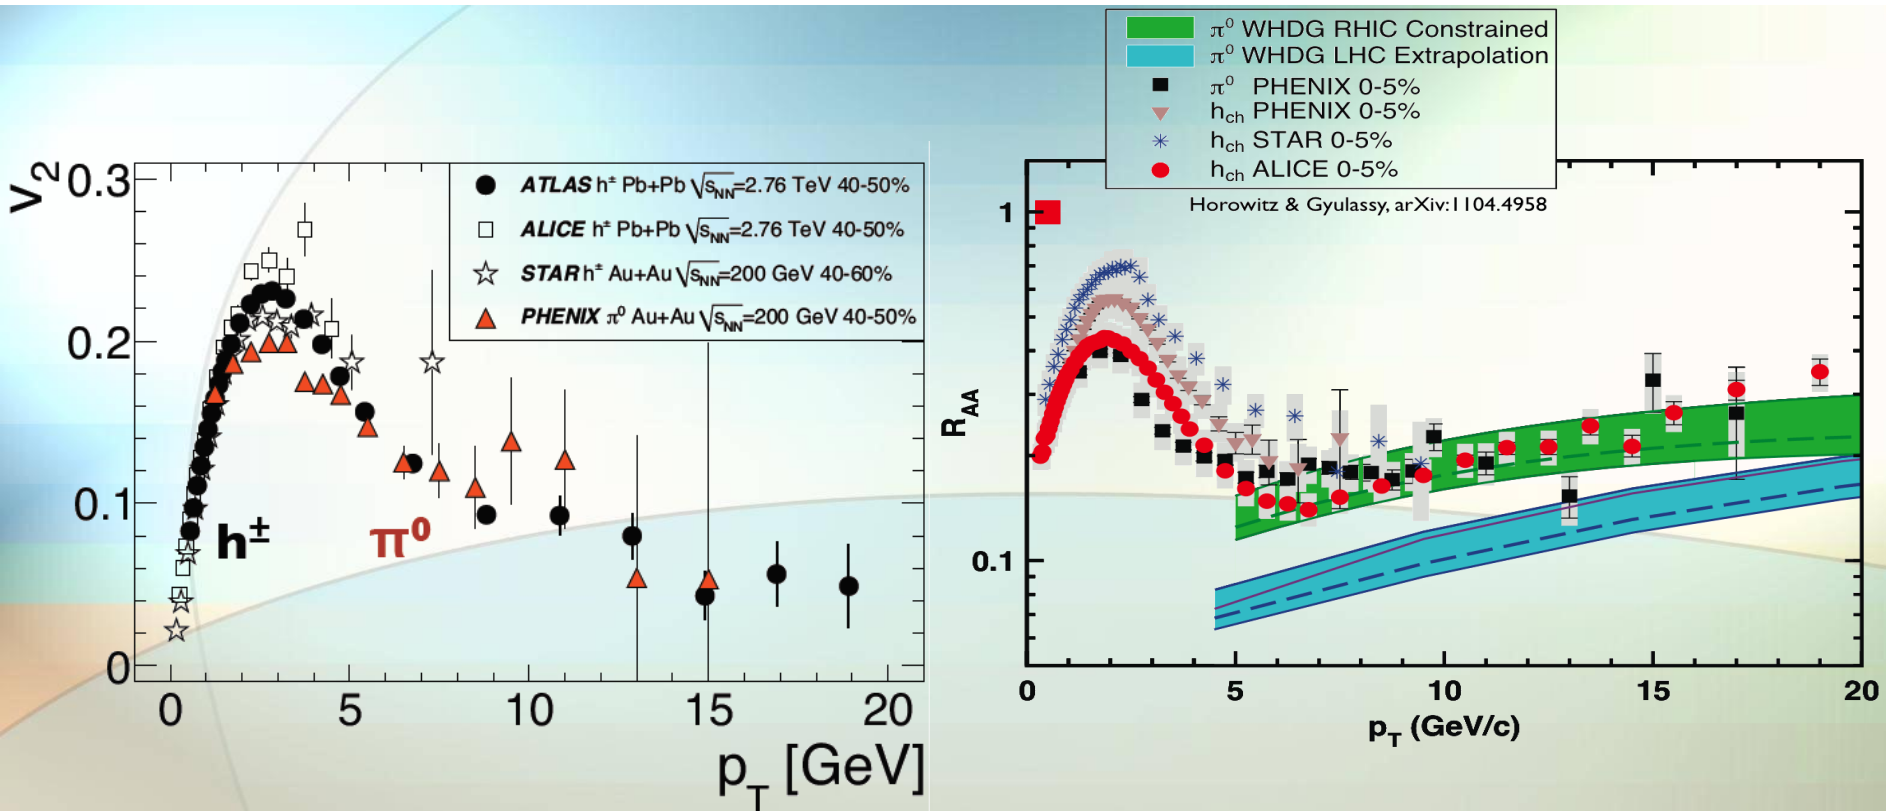 V2
0.3
0.2
0.1
0
0 5 10 15 20
pT [GeV]
ATLAS h± Pb+Pb √sNN=2.76 TeV 40-50%
ALICE h± Pb+Pb √sNN=2.76 TeV 40-50%
STAR h± Au+Au √sNN=200 GeV 40-60%
PHENIX π⁰ Au+Au √sNN=200 GeV 40-50%
h±
π⁰
π⁰ WHDG RHIC Constrained
π⁰ WHDG LHC Extrapolation
π⁰ PHENIX 0-5%
hch PHENIX 0-5%
hch STAR 0-5%
hch ALICE 0-5%
Horowitz & Gyulassy, arXiv:1104.4958
RAA
1
0.1
0 5 10 15 20
pT (GeV/c)